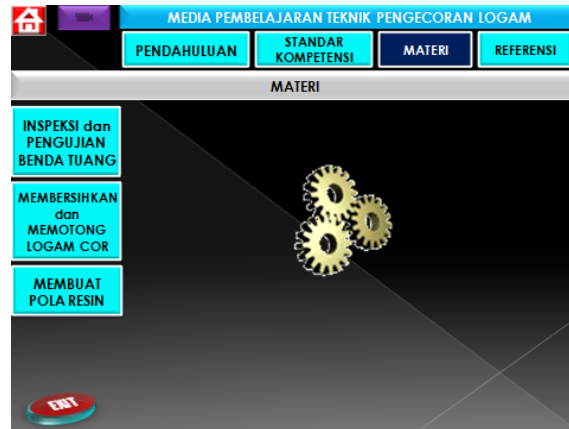 MEDIA PEMBELAJARAN TEKNIK PENGECORAN LOGAM
PENDAHULUAN
STANDAR
KOMPETENSI
MATERI
REFERENSI
MATERI
INSPEKSI dan
PENGUJIAN
BENDA TUANG
MEMBERSIHKAN
dan
MEMOTONG
LOGAM COR
MEMBUAT
POLA RESIN
EXIT